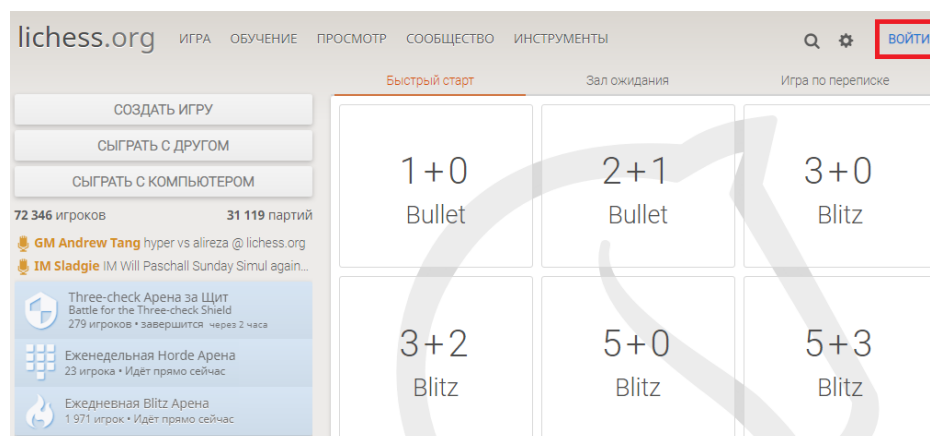 lichess.org ИГРА ОБУЧЕНИЕ ПРОСМОТР СООБЩЕСТВО ИНСТРУМЕНТЫ ВОЙТИ
Быстрый старт Зал ожидания Игра по переписке
СОЗДАТЬ ИГРУ
СЫГРАТЬ С ДРУГОМ
СЫГРАТЬ С КОМПЬЮТЕРОМ
72 346 игроков 31 119 партий
GM Andrew Tang hyper vs alireza @ lichess.org
IM Sladgie IM Will Paschall Sunday Simul again...
Three-check Арена за Щит
Battle for the Three-check Shield
279 игроков • завершится через 2 часа
Еженедельная Horde Арена
23 игрока • Идёт прямо сейчас
Ежедневная Blitz Арена
1 971 игрок • Идёт прямо сейчас
1+0
Bullet
2+1
Bullet
3+0
Blitz
3+2
Blitz
5+0
Blitz
5+3
Blitz